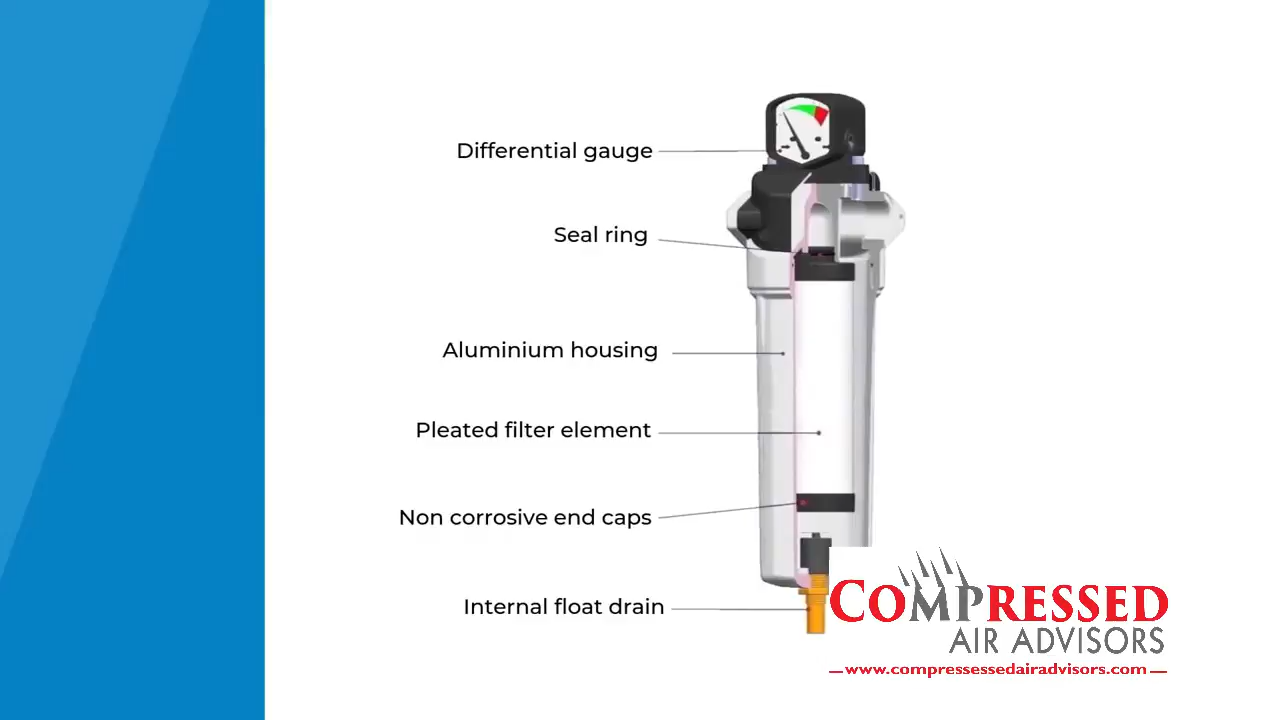 Differential gauge
Seal ring
Aluminium housing
Pleated filter element
Non corrosive end caps
Internal float drain
COMPRESSED
AIR ADVISORS
www.compressessedairadvisors.com